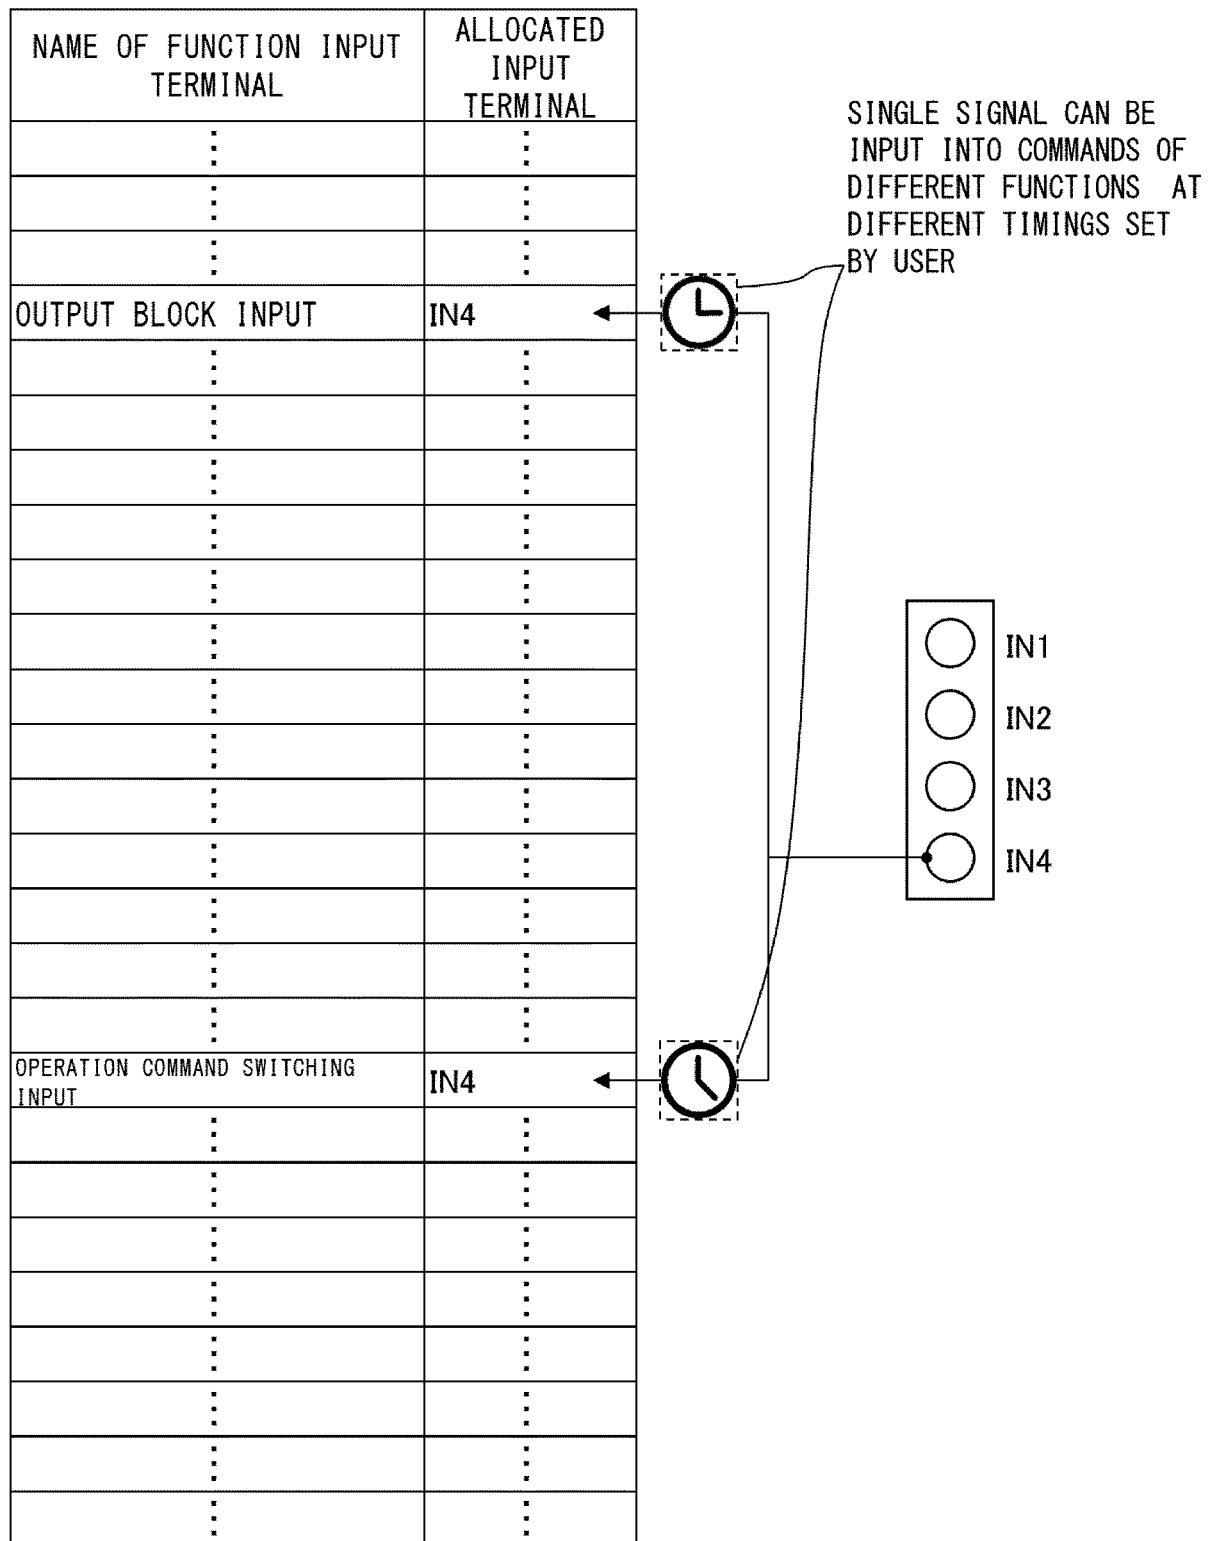 NAME OF FUNCTION INPUT
TERMINAL
ALLOCATED
INPUT
TERMINAL
SINGLE SIGNAL CAN BE
INPUT INTO COMMANDS OF
DIFFERENT FUNCTIONS AT
DIFFERENT TIMINGS SET
BY USER
OUTPUT BLOCK INPUT
IN4
IN1
IN2
IN3
IN4
OPERATION COMMAND SWITCHING
INPUT
IN4